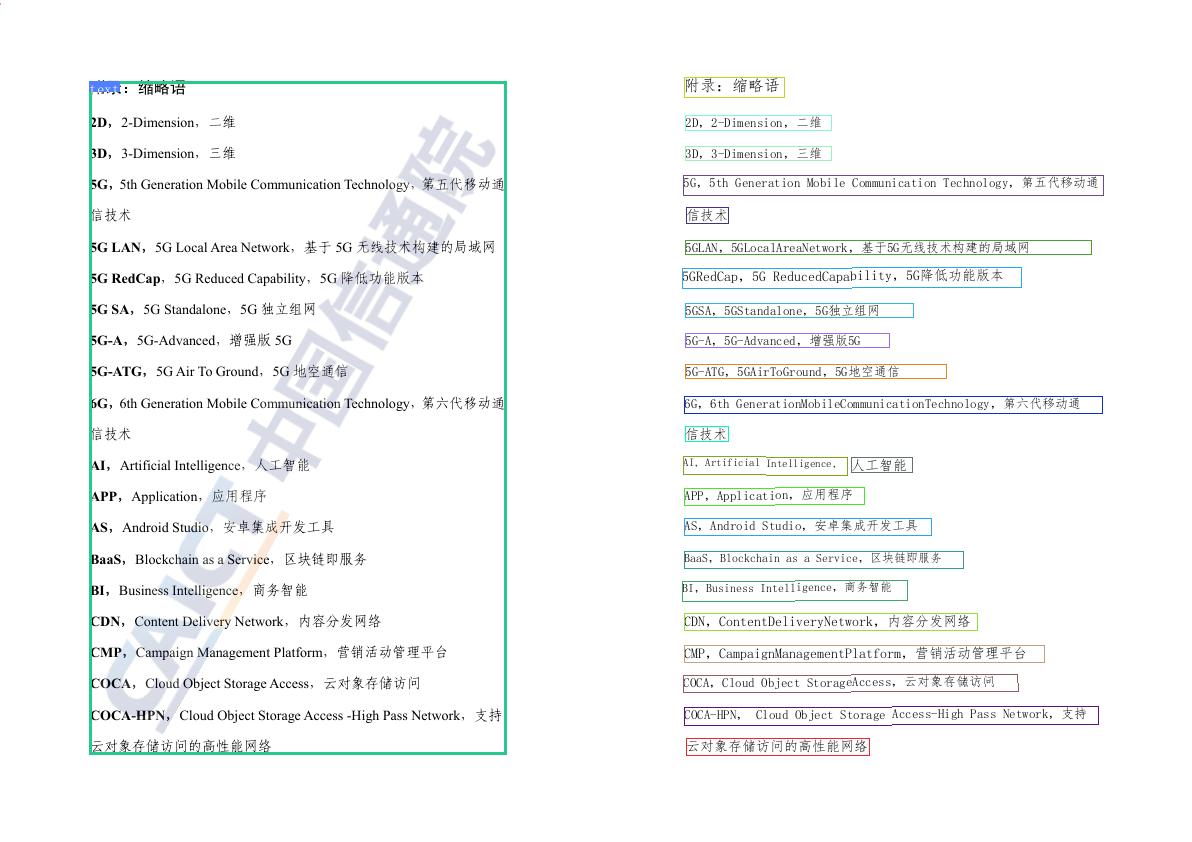 text
附录：缩略语
2D，2-Dimension，二维
3D，3-Dimension，三维
5G，5th Generation Mobile Communication Technology，第五代移动通
信技术
5G LAN，5G Local Area Network，基于 5G 无线技术构建的局域网
5G RedCap，5G Reduced Capability，5G 降低功能版本
5G SA，5G Standalone，5G 独立组网
5G-A，5G-Advanced，增强版 5G
5G-ATG，5G Air To Ground，5G 地空通信
6G，6th Generation Mobile Communication Technology，第六代移动通
信技术
AI，Artificial Intelligence，人工智能
APP，Application，应用程序
AS，Android Studio，安卓集成开发工具
BaaS，Blockchain as a Service，区块链即服务
BI，Business Intelligence，商务智能
CDN，Content Delivery Network，内容分发网络
CMP，Campaign Management Platform，营销活动管理平台
COCA，Cloud Object Storage Access，云对象存储访问
COCA-HPN，Cloud Object Storage Access -High Pass Network，支持
云对象存储访问的高性能网络
CAICT 中国信通院
附录：缩略语
2D，2-Dimension，二维
3D，3-Dimension，三维
5G，5th Generation Mobile Communication Technology，第五代移动通
信技术
5GLAN，5GLocalAreaNetwork，基于5G无线技术构建的局域网
5GRedCap，5G ReducedCapability，5G降低功能版本
5GSA，5GStandalone，5G独立组网
5G-A，5G-Advanced，增强版5G
5G-ATG，5GAirToGround，5G地空通信
6G，6th GenerationMobileCommunicationTechnology，第六代移动通
信技术
AI，Artificial Intelligence，人工智能
APP，Application，应用程序
AS，Android Studio，安卓集成开发工具
BaaS，Blockchain as a Service，区块链即服务
BI，Business Intelligence，商务智能
CDN，ContentDeliveryNetwork，内容分发网络
CMP，CampaignManagementPlatform，营销活动管理平台
COCA，Cloud Object StorageAccess，云对象存储访问
COCA-HPN， Cloud Object Storage Access-High Pass Network，支持
云对象存储访问的高性能网络